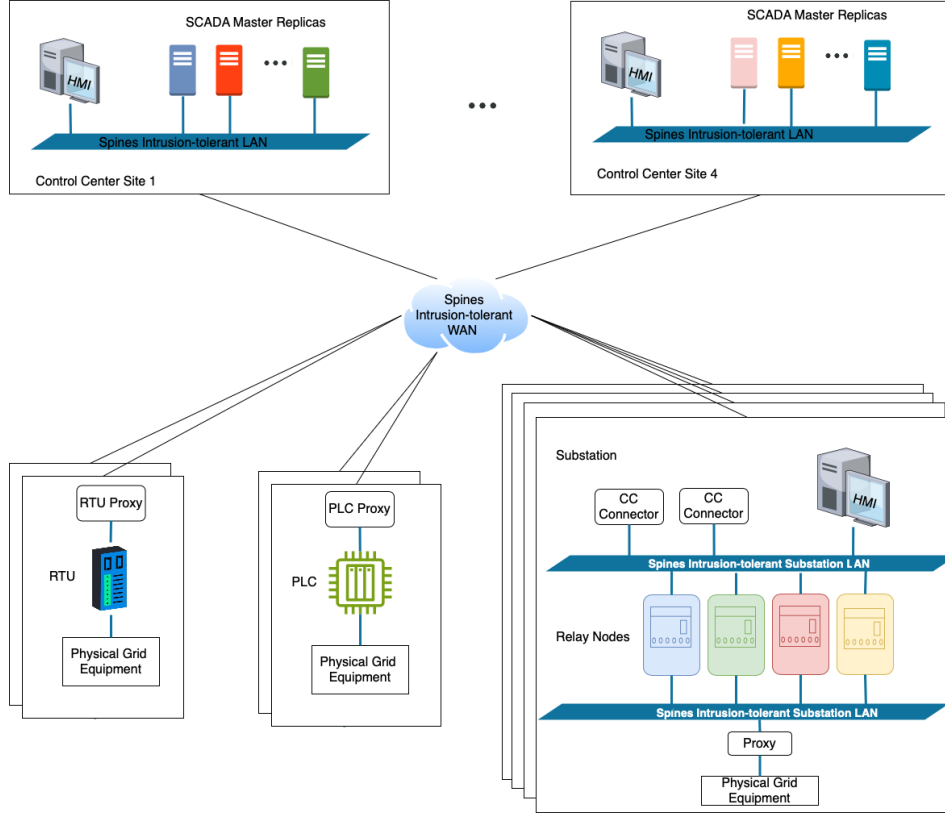 SCADA Master Replicas
HMI
Spines Intrusion-tolerant LAN
Control Center Site 1
SCADA Master Replicas
HMI
Spines Intrusion-tolerant LAN
Control Center Site 4
Spines
Intrusion-tolerant
WAN
RTU Proxy
RTU
Physical Grid
Equipment
PLC Proxy
PLC
Physical Grid
Equipment
Substation
CC
Connector
CC
Connector
HMI
Spines Intrusion-tolerant Substation LAN
Relay Nodes
Spines Intrusion-tolerant Substation LAN
Proxy
Physical Grid
Equipment